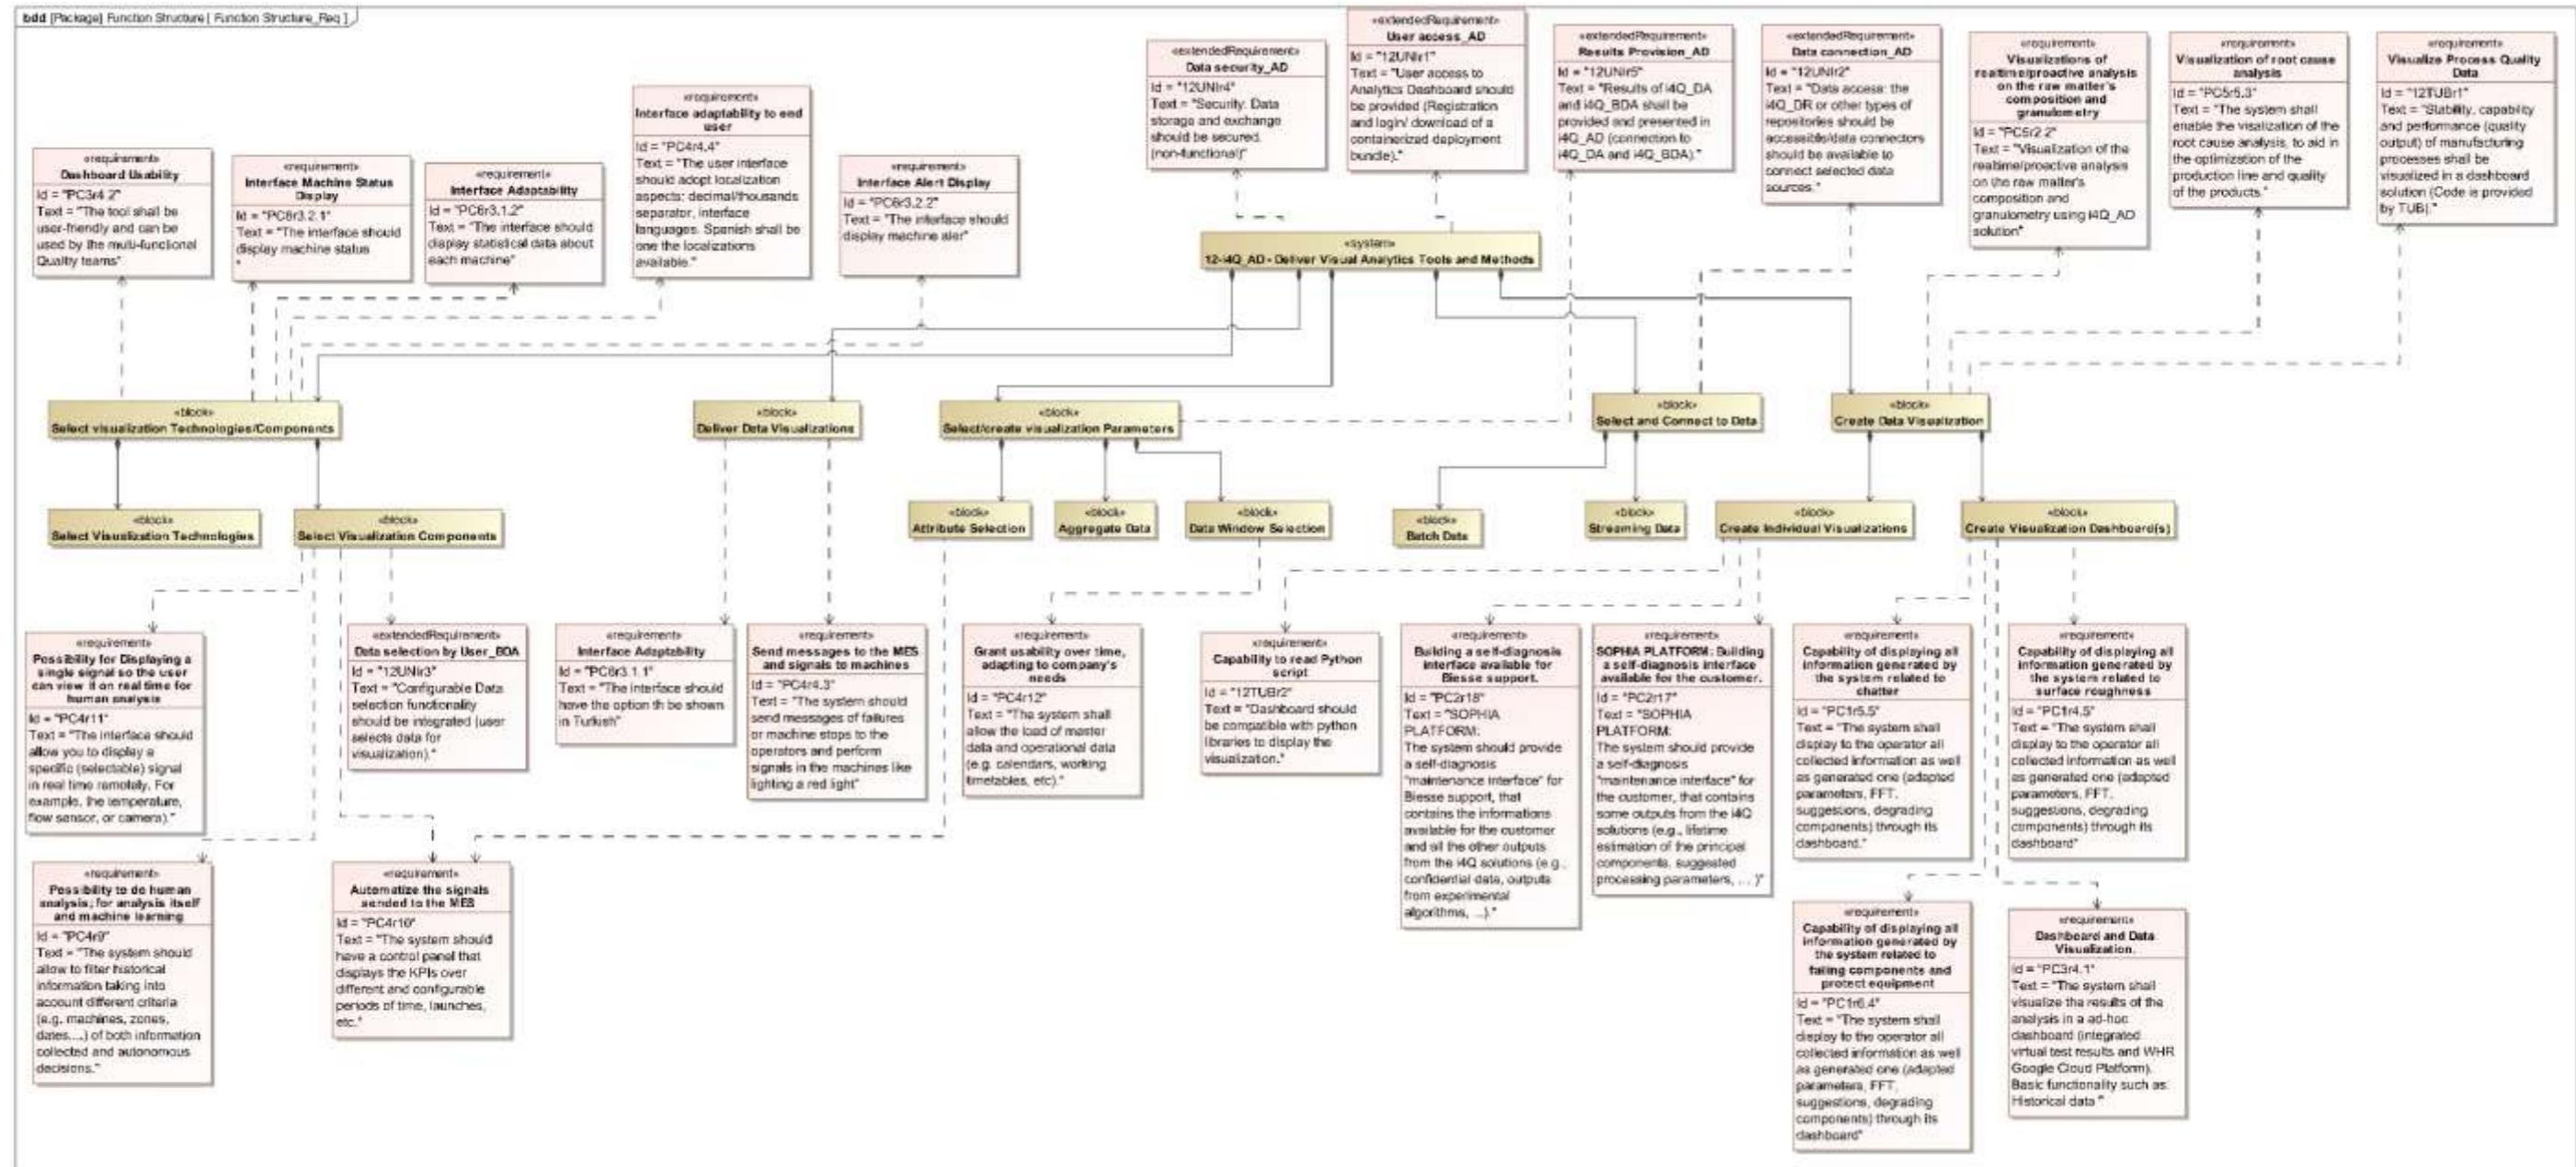 bdd [Package] Function Structure [ Function Structure_Req ]
«extendedRequirement»
Data security_AD
Id = "12UNIr4"
Text = "Security: Data
storage and exchange
should be secured.
(non-functional)"
«extendedRequirement»
User access_AD
Id = "12UNIr1"
Text = "User access to
Analytics Dashboard should
be provided (Registration
and login/ download of a
containerized deployment
bundle)."
«extendedRequirement»
Results Provision_AD
Id = "12UNIr5"
Text = "Results of i4Q_DA
and i4Q_BDA shall be
provided and presented in
i4Q_AD (connection to
i4Q_DA and i4Q_BDA)."
«extendedRequirement»
Data connection_AD
Id = "12UNIr2"
Text = "Data access: the
i4Q_DR or other types of
repositories should be
accessible/data connectors
should be available to
connect selected data
sources."
«requirement»
Visualizations of
realtime/proactive analysis
on the raw matter's
composition and
granulometry
Id = "PC5r2.2"
Text = "Visualization of the
realtime/proactive analysis
on the raw matter's
composition and
granulometry using i4Q_AD
solution"
«requirement»
Visualization of root cause
analysis
Id = "PC5r5.3"
Text = "The system shall
enable the visalization of the
root cause analysis, to aid in
the optimization of the
production line and quality
of the products."
«requirement»
Visualize Process Quality
Data
Id = "12TUBr1"
Text = "Stability, capability
and performance (quality
output) of manufacturing
processes shall be
visualized in a dashboard
solution (Code is provided
by TUB)."
«requirement»
Dashboard Usability
Id = "PC3r4.2"
Text = "The tool shall be
user-friendly and can be
used by the multi-functional
Quality teams"
«requirement»
Interface Machine Status
Display
Id = "PC6r3.2.1"
Text = "The interface should
display machine status
"
«requirement»
Interface Adaptability
Id = "PC6r3.1.2"
Text = "The interface should
display statistical data about
each machine"
«requirement»
Interface adaptability to end
user
Id = "PC4r4.4"
Text = "The user interface
should adopt localization
aspects: decimal/thousands
separator, interface
languages. Spanish shall be
one the localizations
available."
«requirement»
Interface Alert Display
Id = "PC6r3.2.2"
Text = "The interface should
display machine aler"
«system»
12-i4Q_AD - Deliver Visual Analytics Tools and Methods
«block»
Select visualization Technologies/Components
«block»
Deliver Data Visualizations
«block»
Select/create visualization Parameters
«block»
Select and Connect to Data
«block»
Create Data Visualization
«block»
Select Visualization Technologies
«block»
Select Visualization Components
«block»
Attribute Selection
«block»
Aggregate Data
«block»
Data Window Selection
«block»
Batch Data
«block»
Streaming Data
«block»
Create Individual Visualizations
«block»
Create Visualization Dashboard(s)
«requirement»
Possibility for Displaying a
single signal so the user
can view it on real time for
human analysis
Id = "PC4r11"
Text = "The interface should
allow you to display a
specific (selectable) signal
in real time remotely. For
example, the temperature,
flow sensor, or camera)."
«extendedRequirement»
Data selection by User_BDA
Id = "12UNIr3"
Text = "Configurable Data
selection functionality
should be integrated (user
selects data for
visualization)."
«requirement»
Interface Adaptability
Id = "PC6r3.1.1"
Text = "The interface should
have the option th be shown
in Turkish"
«requirement»
Send messages to the MES
and signals to machines
Id = "PC4r4.3"
Text = "The system should
send messages of failures
or machine stops to the
operators and perform
signals in the machines like
lighting a red light"
«requirement»
Grant usability over time,
adapting to company's
needs
Id = "PC4r12"
Text = "The system shall
allow the load of master
data and operational data
(e.g. calendars, working
timetables, etc)."
«requirement»
Capability to read Python
script
Id = "12TUBr2"
Text = "Dashboard should
be compatible with python
libraries to display the
visualization."
«requirement»
Building a self-diagnosis
interface available for
Biesse support.
Id = "PC2r18"
Text = "SOPHIA
PLATFORM:
The system should provide
a self-diagnosis
"maintenance interface" for
Biesse support, that
contains the informations
available for the customer
and all the other outputs
from the i4Q solutions (e.g.,
confidential data, outputs
from experimental
algorithms, ...)."
«requirement»
SOPHIA PLATFORM: Building
a self-diagnosis interface
available for the customer.
Id = "PC2r17"
Text = "SOPHIA
PLATFORM:
The system should provide
a self-diagnosis
"maintenance interface" for
the customer, that contains
some outputs from the i4Q
solutions (e.g., lifetime
estimation of the principal
components, suggested
processing parameters, ... )"
«requirement»
Capability of displaying all
information generated by
the system related to
chatter
Id = "PC1r5.5"
Text = "The system shall
display to the operator all
collected information as well
as generated one (adapted
parameters, FFT,
suggestions, degrading
components) through its
dashboard."
«requirement»
Capability of displaying all
information generated by
the system related to
surface roughness
Id = "PC1r4.5"
Text = "The system shall
display to the operator all
collected information as well
as generated one (adapted
parameters, FFT,
suggestions, degrading
components) through its
dashboard"
«requirement»
Possibility to do human
analysis; for analysis itself
and machine learning
Id = "PC4r9"
Text = "The system should
allow to filter historical
information taking into
account different criteria
(e.g. machines, zones,
dates....) of both information
collected and autonomous
decisions."
«requirement»
Automatize the signals
sended to the MES
Id = "PC4r10"
Text = "The system should
have a control panel that
displays the KPIs over
different and configurable
periods of time, launches,
etc."
«requirement»
Capability of displaying all
information generated by
the system related to
failing components and
protect equipment
Id = "PC1r6.4"
Text = "The system shall
display to the operator all
collected information as well
as generated one (adapted
parameters, FFT,
suggestions, degrading
components) through its
dashboard"
«requirement»
Dashboard and Data
Visualization.
Id = "PC3r4.1"
Text = "The system shall
visualize the results of the
analysis in a ad-hoc
dashboard (integrated
virtual test results and WHR
Google Cloud Platform).
Basic functionality such as:
Historical data "